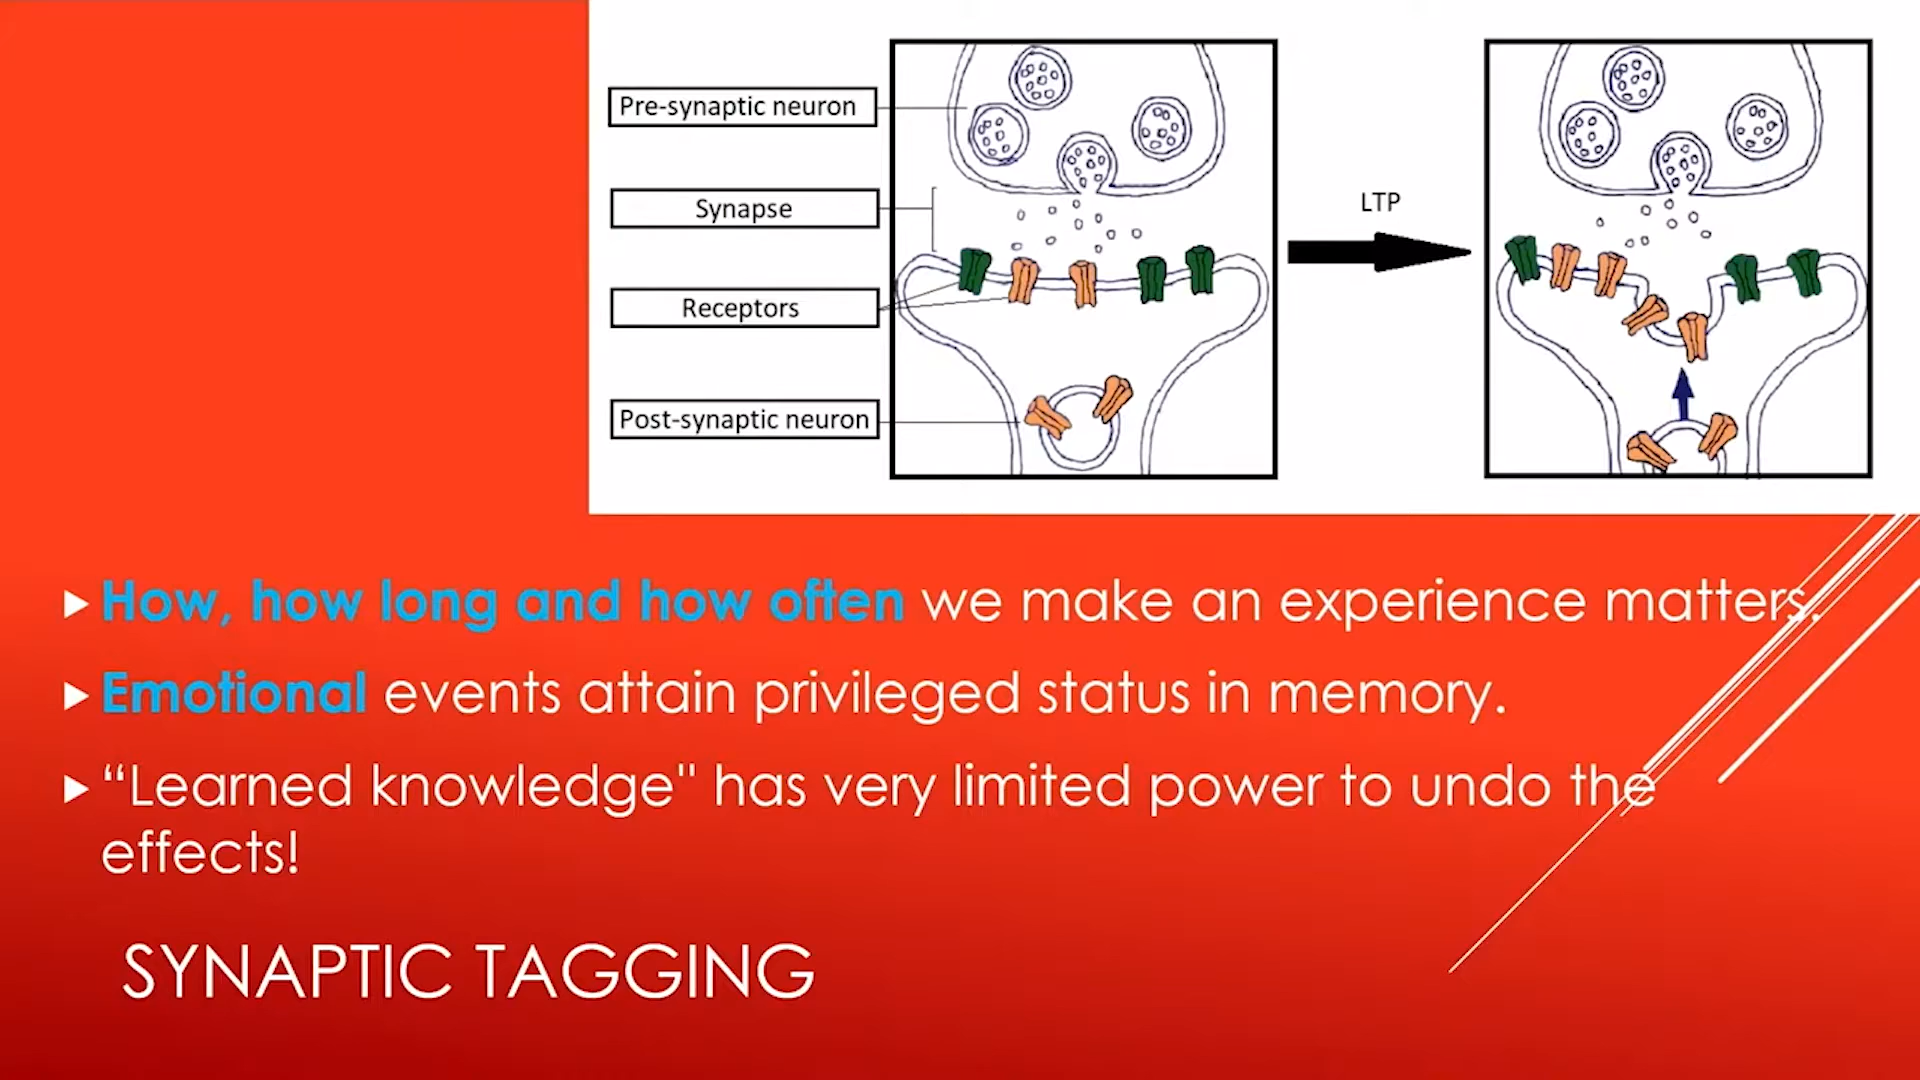 Pre-synaptic neuron
Synapse
Receptors
Post-synaptic neuron
LTP
How, how long and how often we make an experience matters.
Emotional events attain privileged status in memory.
“Learned knowledge" has very limited power to undo the
effects!
SYNAPTIC TAGGING